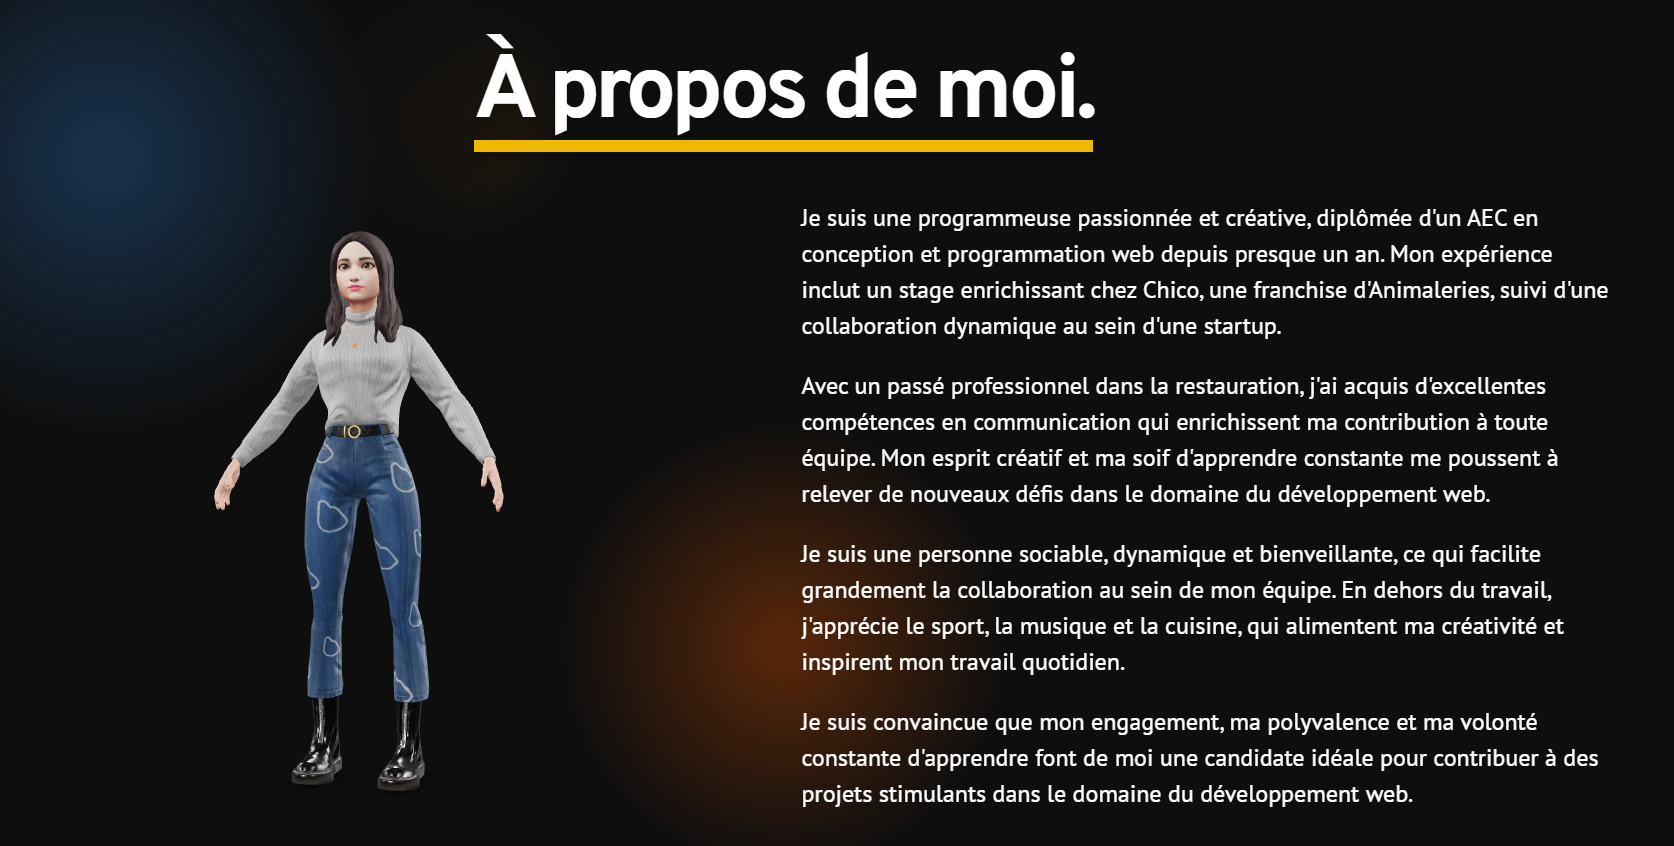 À propos de moi.
Je suis une programmeuse passionnée et créative, diplômée d'un AEC en
conception et programmation web depuis presque un an. Mon expérience
inclut un stage enrichissant chez Chico, une franchise d'Animaleries, suivi d'une
collaboration dynamique au sein d'une startup.
Avec un passé professionnel dans la restauration, j'ai acquis d'excellentes
compétences en communication qui enrichissent ma contribution à toute
équipe. Mon esprit créatif et ma soif d'apprendre constante me poussent à
relever de nouveaux défis dans le domaine du développement web.
Je suis une personne sociable, dynamique et bienveillante, ce qui facilite
grandement la collaboration au sein de mon équipe. En dehors du travail,
j'apprécie le sport, la musique et la cuisine, qui alimentent ma créativité et
inspirent mon travail quotidien.
Je suis convaincue que mon engagement, ma polyvalence et ma volonté
constante d'apprendre font de moi une candidate idéale pour contribuer à des
projets stimulants dans le domaine du développement web.